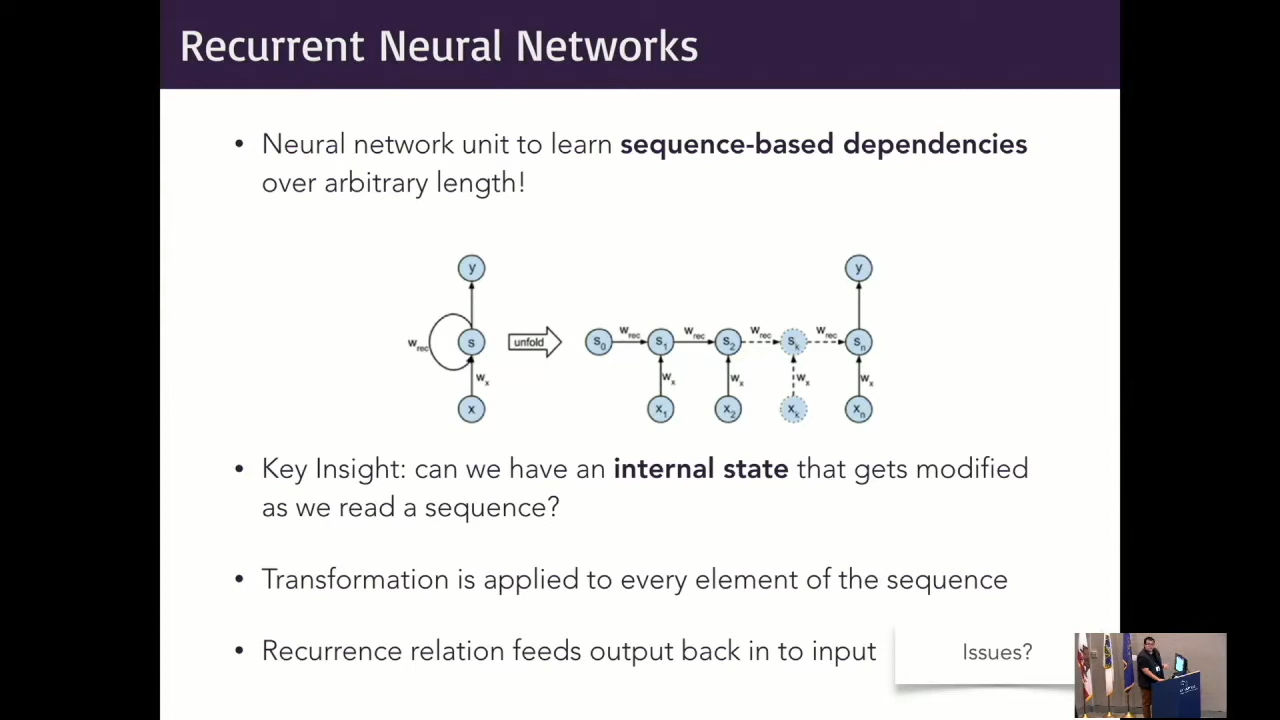 Recurrent Neural Networks
• Neural network unit to learn sequence-based dependencies
over arbitrary length!
y y
W_rec s unfold s_0 W_rec s_1 W_rec s_2 W_rec s_k W_rec s_n
W_x W_x W_x W_x W_x
x x_1 x_2 x_k x_n
• Key Insight: can we have an internal state that gets modified
as we read a sequence?
• Transformation is applied to every element of the sequence
• Recurrence relation feeds output back in to input
Issues?